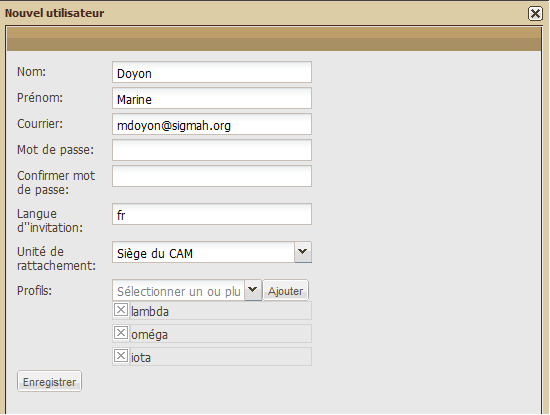 Nouvel utilisateur
Nom: Doyon
Prénom: Marine
Courrier: mdoyon@sigmah.org
Mot de passe:
Confirmer mot
de passe:
Langue
d''invitation: fr
Unité de
rattachement: Siège du CAM
Profils: Sélectionner un ou plu Ajouter
lambda
oméga
iota
Enregistrer